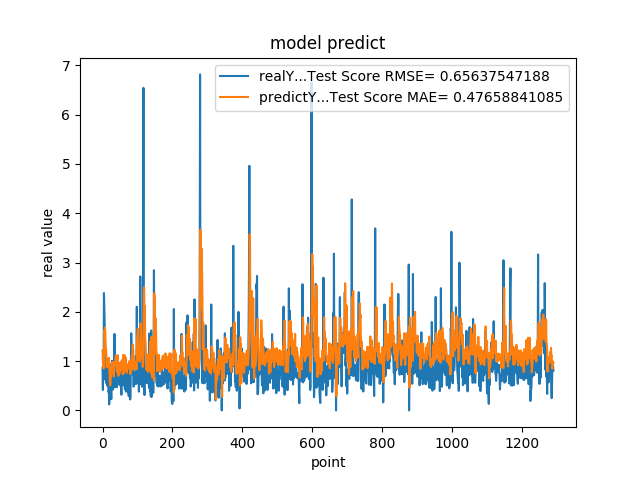 model predict
realY...Test Score RMSE= 0.65637547188
predictY...Test Score MAE= 0.47658841085
7
6
5
4
3
2
1
0
real value
0 200 400 600 800 1000 1200
point